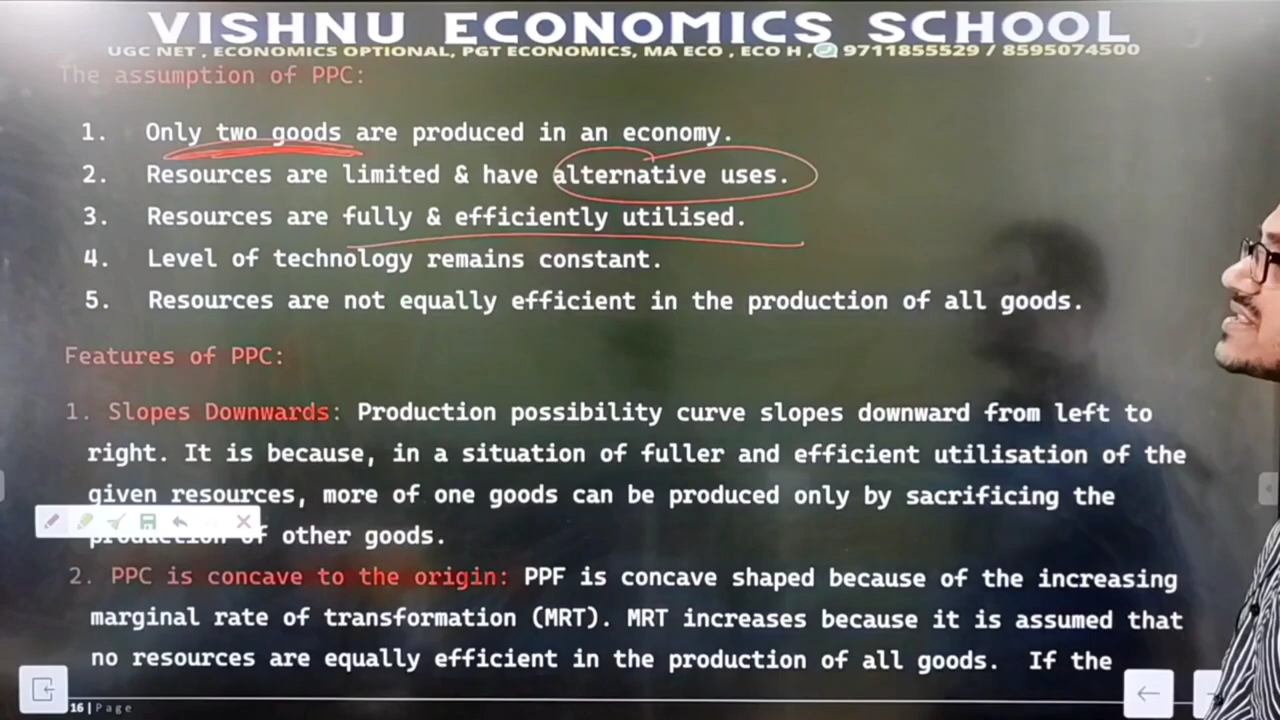 VISHNU ECONOMICS SCHOOL
UGC NET , ECONOMICS OPTIONAL, PGT ECONOMICS, MA ECO , ECO H , 9711855529 / 8595074500
The assumption of PPC:
1. Only two goods are produced in an economy.
2. Resources are limited & have alternative uses.
3. Resources are fully & efficiently utilised.
4. Level of technology remains constant.
5. Resources are not equally efficient in the production of all goods.
Features of PPC:
1. Slopes Downwards: Production possibility curve slopes downward from left to
right. It is because, in a situation of fuller and efficient utilisation of the
given resources, more of one goods can be produced only by sacrificing the
production of other goods.
2. PPC is concave to the origin: PPF is concave shaped because of the increasing
marginal rate of transformation (MRT). MRT increases because it is assumed that
no resources are equally efficient in the production of all goods. If the
16 | Page